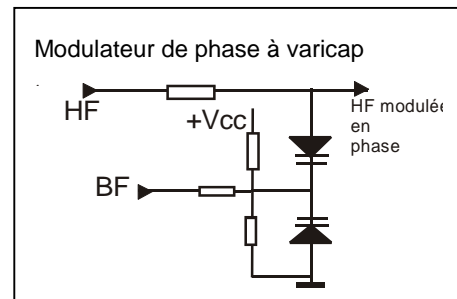 Modulateur de phase à varicap
HF
+Vcc
HF modulée
en
phase
BF